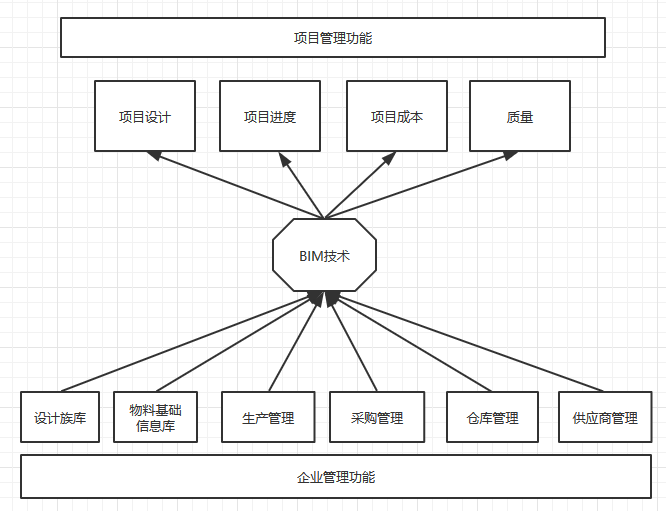 项目管理功能
项目设计
项目进度
项目成本
质量
BIM技术
设计族库
物料基础
信息库
生产管理
采购管理
仓库管理
供应商管理
企业管理功能